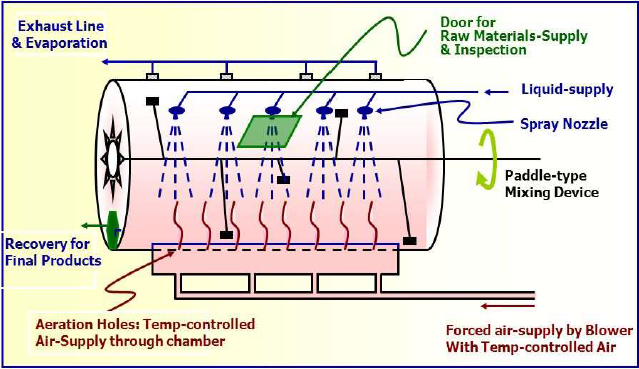 Exhaust Line
& Evaporation
Door for
Raw Materials-Supply
& Inspection
Liquid-supply
Spray Nozzle
Paddle-type
Mixing Device
Recovery for
Final Products
Aeration Holes: Temp-controlled
Air-Supply through chamber
Forced air-supply by Blower
With Temp-controlled Air